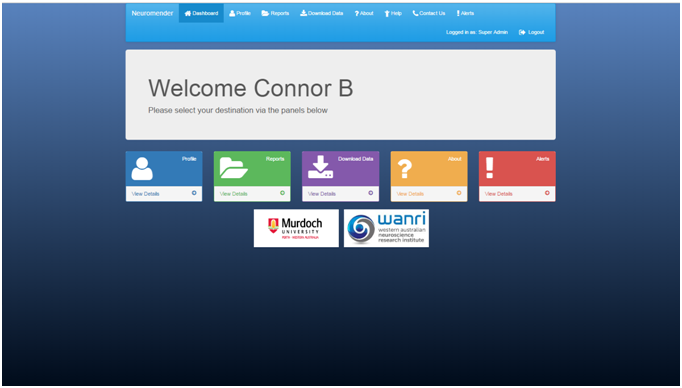 Neuromender Dashboard Profile Reports Download Data About Help Contact Us Alerts
Logged in as: Super Admin Logout
Welcome Connor B
Please select your destination via the panels below
Profile Reports Download Data About Alerts
View Details View Details View Details View Details View Details
Murdoch
UNIVERSITY
PERTH · WESTERN AUSTRALIA
wanri
western australian
neuroscience
research institute